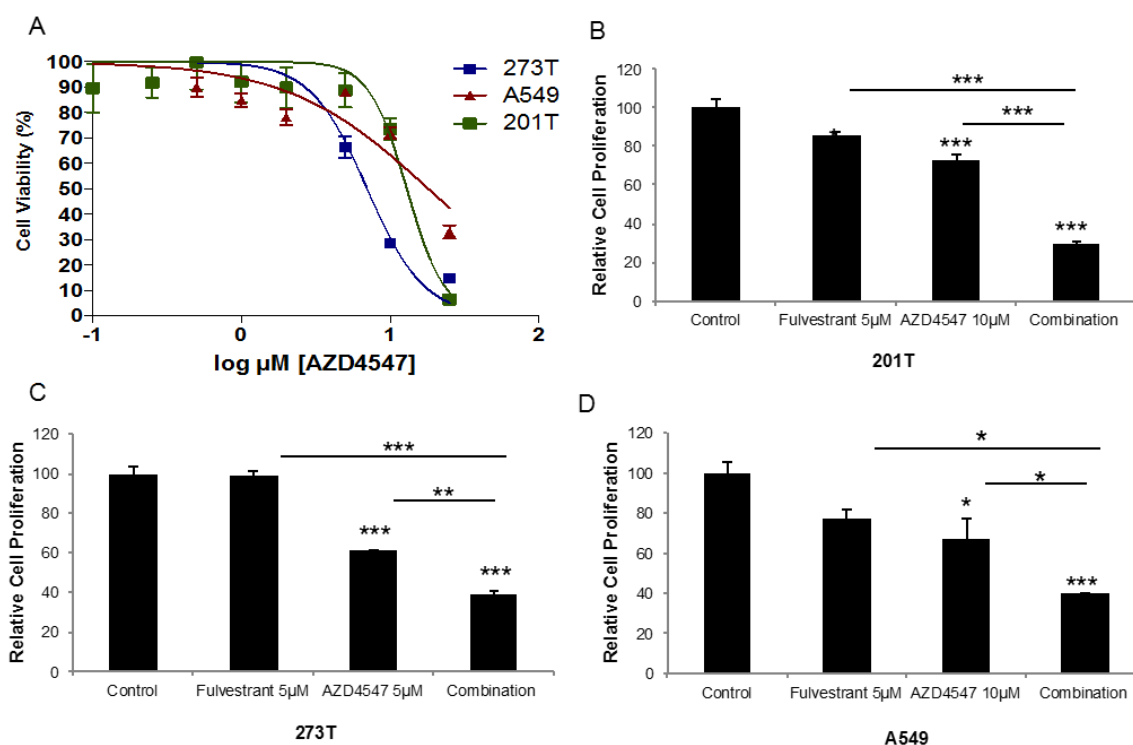 A
Cell Viability (%)
100
90
80
70
60
50
40
30
20
10
0
-1
0
1
2
log µM [AZD4547]
273T
A549
201T
B
Relative Cell Proliferation
120
100
80
60
40
20
0
***
***
***
***
Control
Fulvestrant 5µM
AZD4547 10µM
Combination
201T
C
Relative Cell Proliferation
120
100
80
60
40
20
0
***
**
***
***
Control
Fulvestrant 5µM
AZD4547 5µM
Combination
273T
D
Relative Cell Proliferation
120
100
80
60
40
20
0
*
*
*
***
Control
Fulvestrant 5µM
AZD4547 10µM
Combination
A549